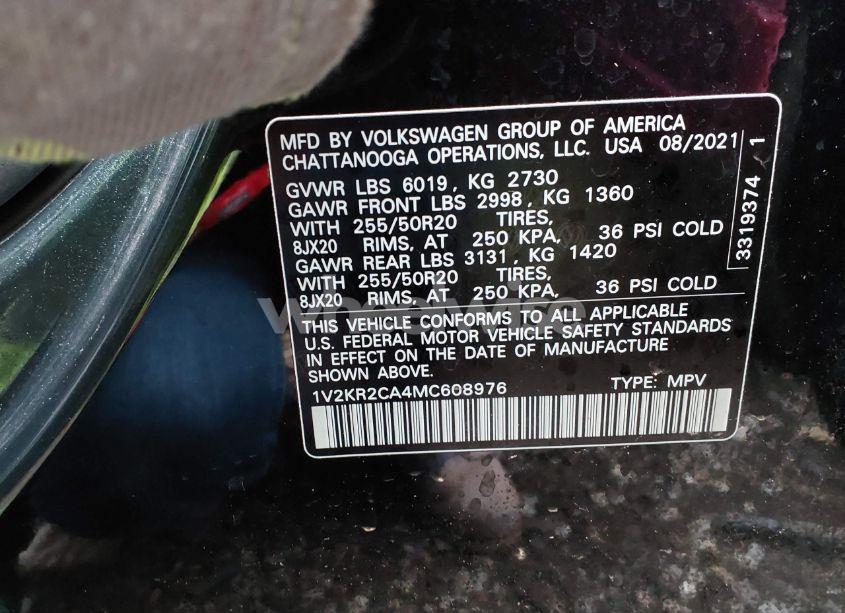 MFD BY VOLKSWAGEN GROUP OF AMERICA
CHATTANOOGA OPERATIONS, LLC. USA 08/2021
GVWR LBS 6019, KG 2730
GAWR FRONT LBS 2998, KG 1360
WITH 255/50R20 TIRES,
8JX20 RIMS, AT 250 KPA, 36 PSI COLD
GAWR REAR LBS 3131, KG 1420
WITH 255/50R20 TIRES,
8JX20 RIMS, AT 250 KPA, 36 PSI COLD
THIS VEHICLE CONFORMS TO ALL APPLICABLE
U.S. FEDERAL MOTOR VEHICLE SAFETY STANDARDS
IN EFFECT ON THE DATE OF MANUFACTURE
SHOWN ABOVE.
1V2KR2CA4MC608976 TYPE: MPV
3319374 1